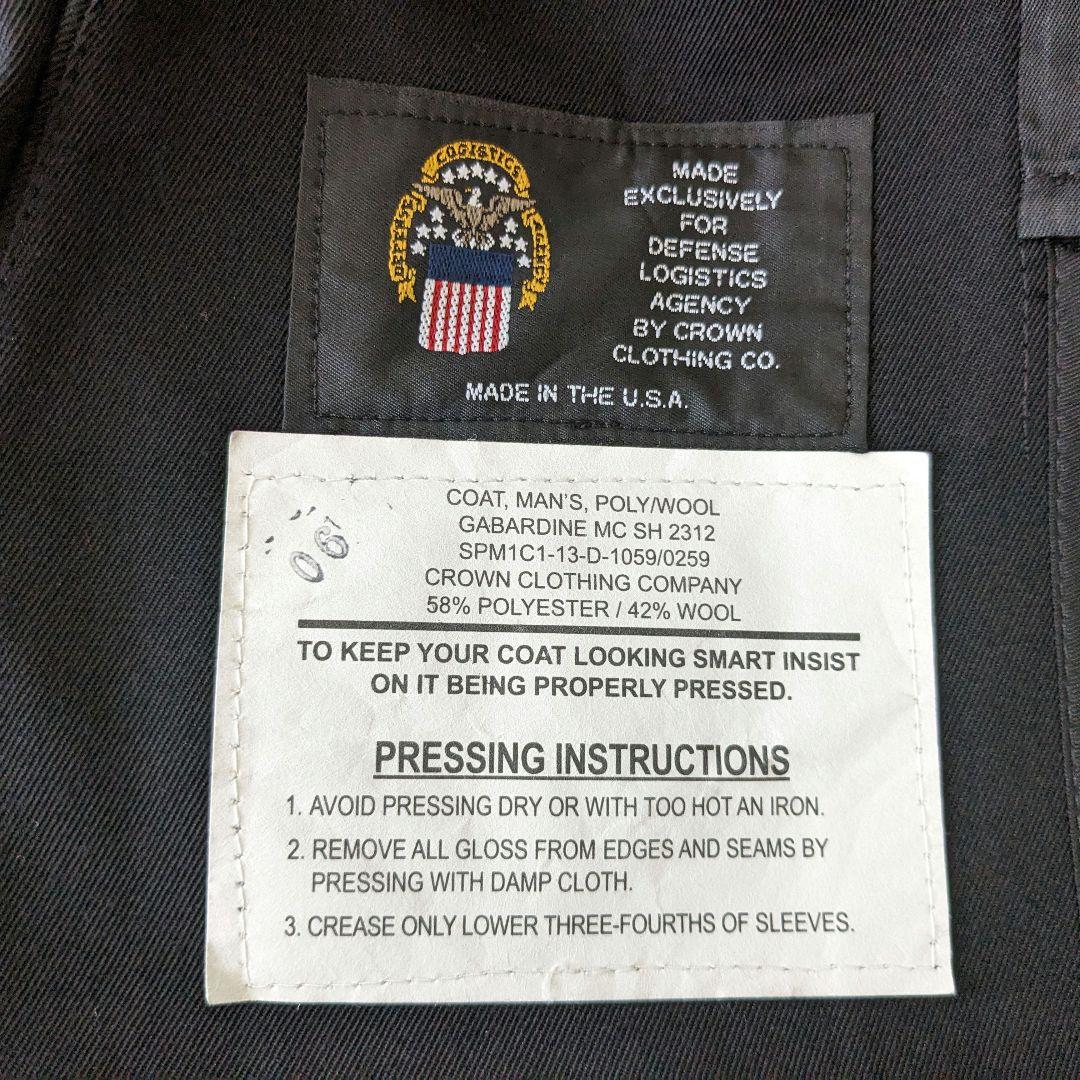 LOGISTICS
DEFENSE
AGENCY
MADE
EXCLUSIVELY
FOR
DEFENSE
LOGISTICS
AGENCY
BY CROWN
CLOTHING CO.
MADE IN THE U.S.A.
COAT, MAN'S, POLY/WOOL
GABARDINE MC SH 2312
SPM1C1-13-D-1059/0259
CROWN CLOTHING COMPANY
58% POLYESTER / 42% WOOL
TO KEEP YOUR COAT LOOKING SMART INSIST
ON IT BEING PROPERLY PRESSED.
PRESSING INSTRUCTIONS
1. AVOID PRESSING DRY OR WITH TOO HOT AN IRON.
2. REMOVE ALL GLOSS FROM EDGES AND SEAMS BY
PRESSING WITH DAMP CLOTH.
3. CREASE ONLY LOWER THREE-FOURTHS OF SLEEVES.